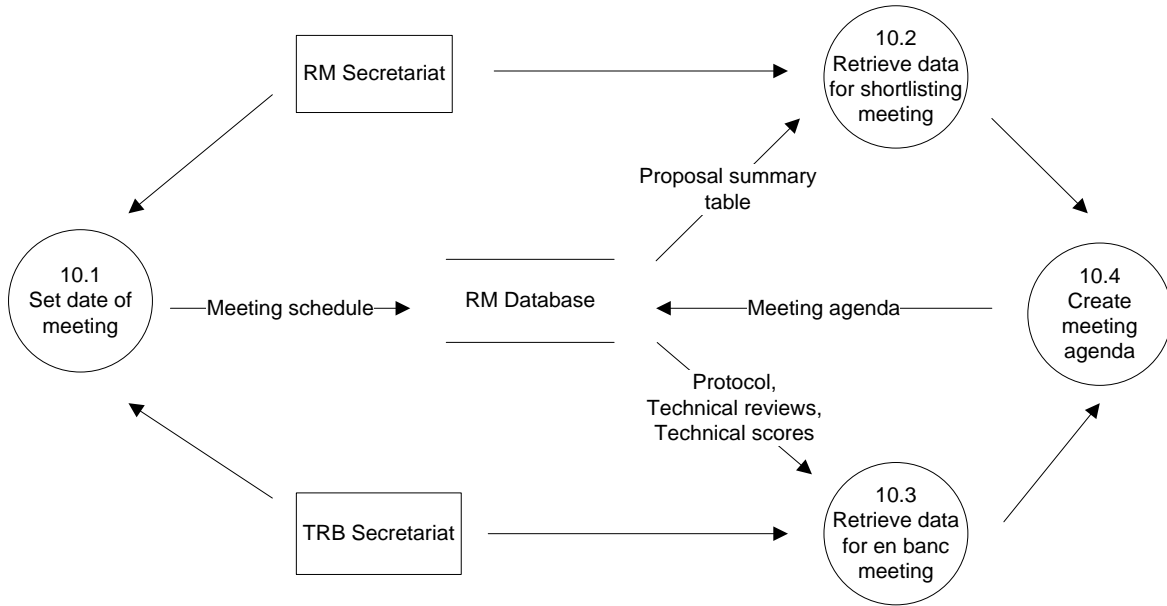 RM Secretariat
10.2
Retrieve data
for shortlisting
meeting
Proposal summary
table
10.1
Set date of
meeting
Meeting schedule
RM Database
Meeting agenda
10.4
Create
meeting
agenda
Protocol,
Technical reviews,
Technical scores
TRB Secretariat
10.3
Retrieve data
for en banc
meeting